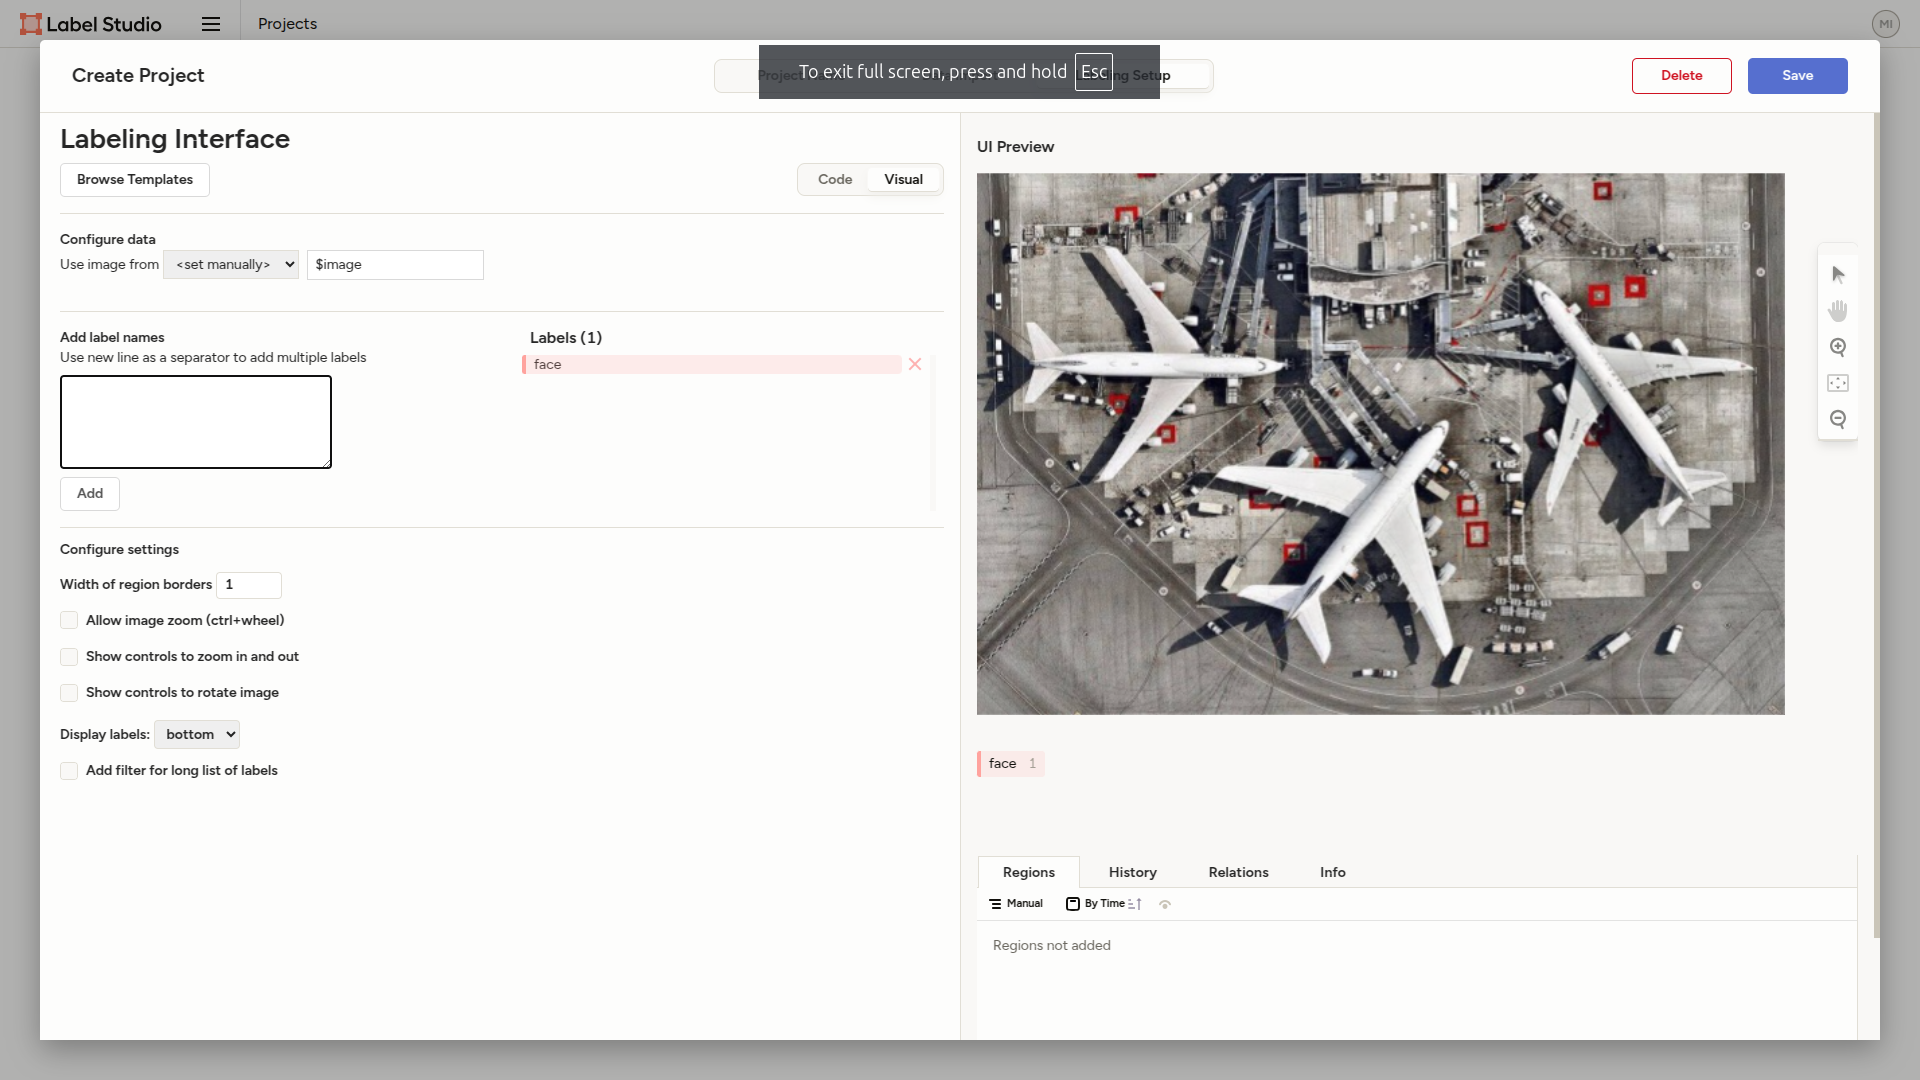 Label Studio
Projects
MI
Create Project
To exit full screen, press and hold Esc
Setup
Delete
Save
Labeling Interface
Browse Templates
Code
Visual
Configure data
Use image from
<set manually>
$image
Add label names
Use new line as a separator to add multiple labels
Add
Labels (1)
face
Configure settings
Width of region borders
1
Allow image zoom (ctrl+wheel)
Show controls to zoom in and out
Show controls to rotate image
Display labels:
bottom
Add filter for long list of labels
UI Preview
face 1
Regions
History
Relations
Info
Manual
By Time
Regions not added